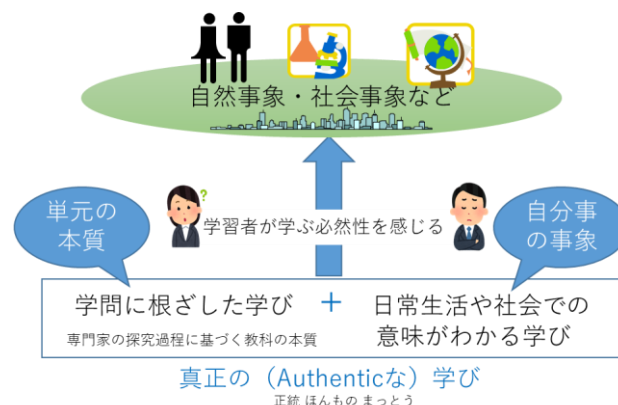 自然事象・社会事象など
単元の
本質
?
学習者が学ぶ必然性を感じる
自分事
の事象
学問に根ざした学び
専門家の探究過程に基づく教科の本質
+
日常生活や社会での
意味がわかる学び
真正の（Authenticな）学び
正統 ほんもの まっとう